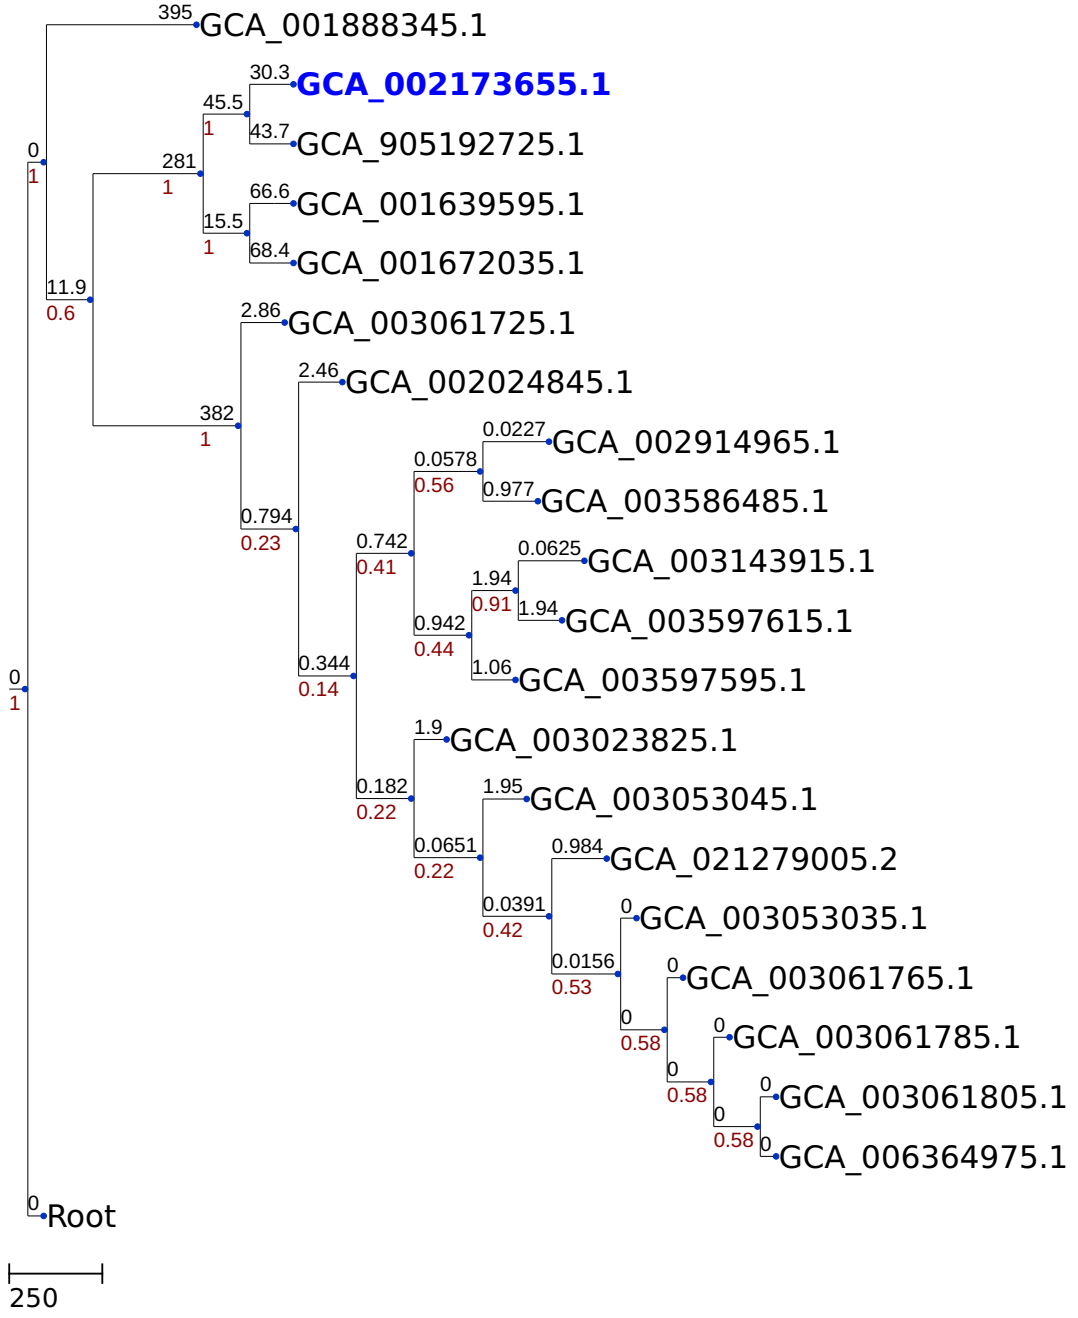 395 GCA_001888345.1
30.3 GCA_002173655.1
45.5
1
43.7 GCA_905192725.1
0
1
281
1
66.6 GCA_001639595.1
15.5
1
68.4 GCA_001672035.1
11.9
0.6
2.86 GCA_003061725.1
2.46 GCA_002024845.1
382
1
0.0227 GCA_002914965.1
0.0578
0.56
0.977 GCA_003586485.1
0.794
0.23
0.742
0.41
0.0625 GCA_003143915.1
1.94
0.91
1.94 GCA_003597615.1
0.942
0.44
0.344
0.14
1.06 GCA_003597595.1
0
1
1.9 GCA_003023825.1
0.182
0.22
1.95 GCA_003053045.1
0.0651
0.22
0.984 GCA_021279005.2
0.0391
0.42
0 GCA_003053035.1
0.0156
0.53
0 GCA_003061765.1
0
0.58
0 GCA_003061785.1
0
0.58
0 GCA_003061805.1
0
0.58
0 GCA_006364975.1
0 Root
250